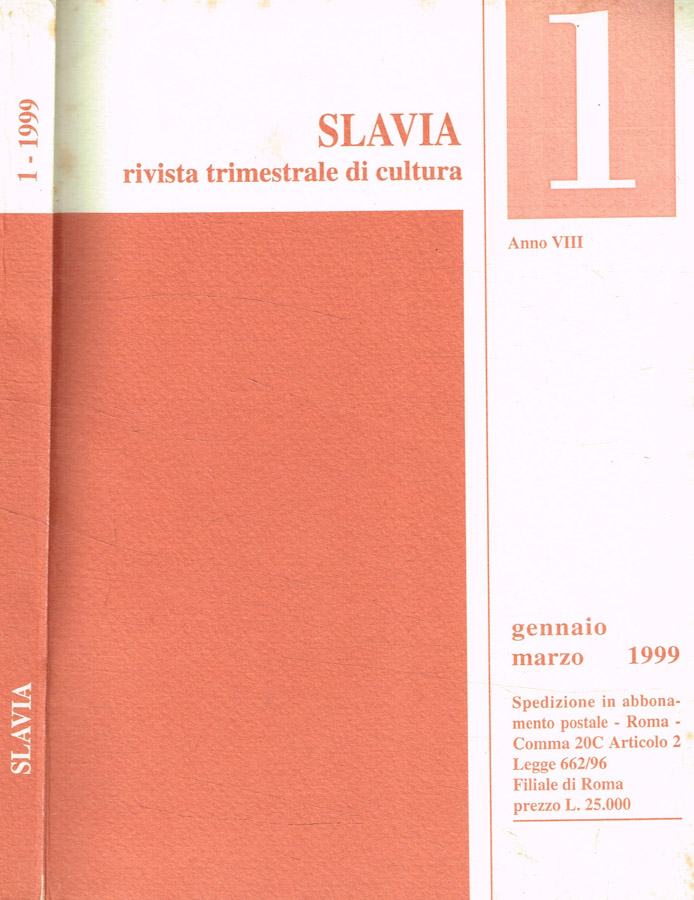 1 - 1999
SLAVIA
SLAVIA
rivista trimestrale di cultura
1
Anno VIII
gennaio
marzo 1999
Spedizione in abbona-
mento postale - Roma -
Comma 20C Articolo 2
Legge 662/96
Filiale di Roma
prezzo L. 25.000